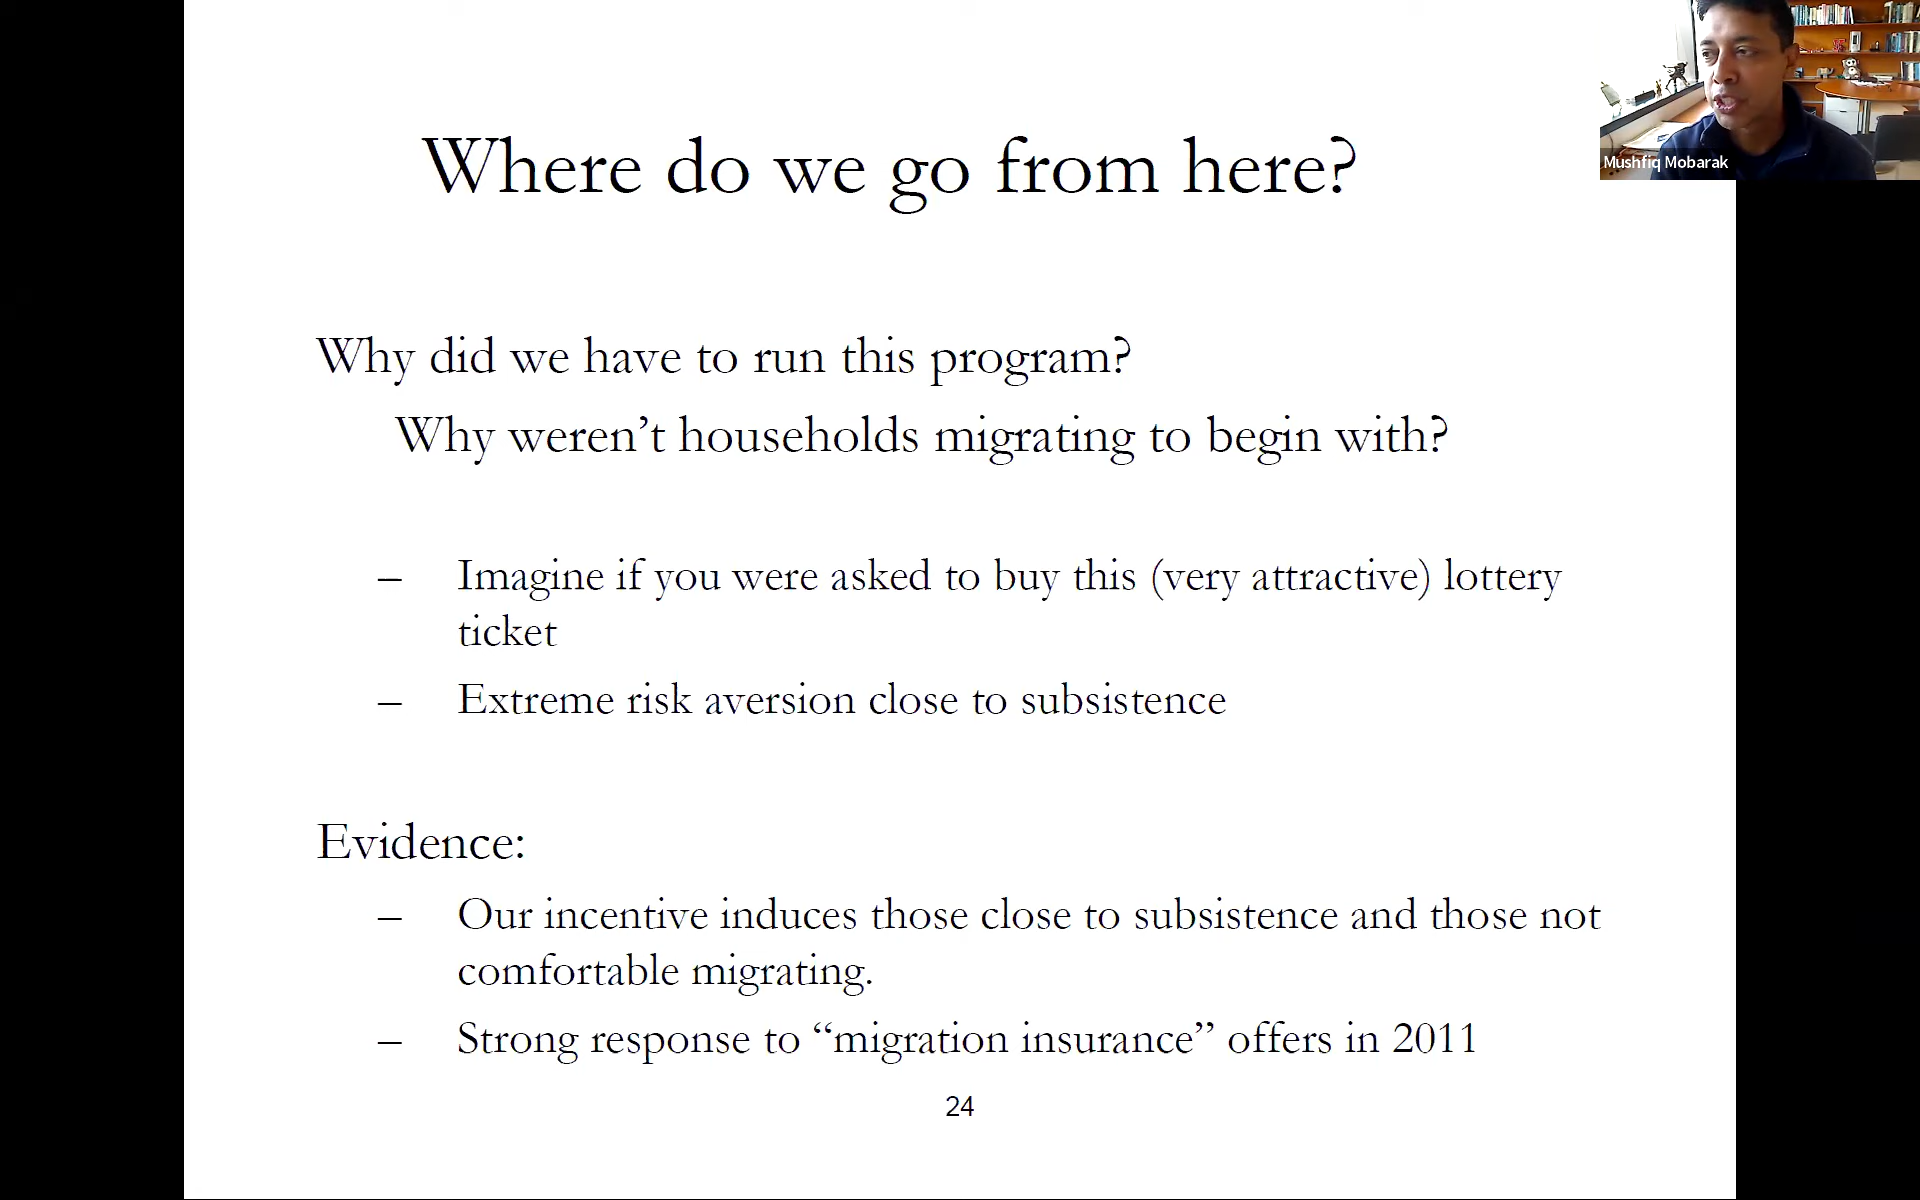 Mushfiq Mobarak
Where do we go from here?
Why did we have to run this program?
Why weren’t households migrating to begin with?
– Imagine if you were asked to buy this (very attractive) lottery
ticket
– Extreme risk aversion close to subsistence
Evidence:
– Our incentive induces those close to subsistence and those not
comfortable migrating.
– Strong response to “migration insurance” offers in 2011
24